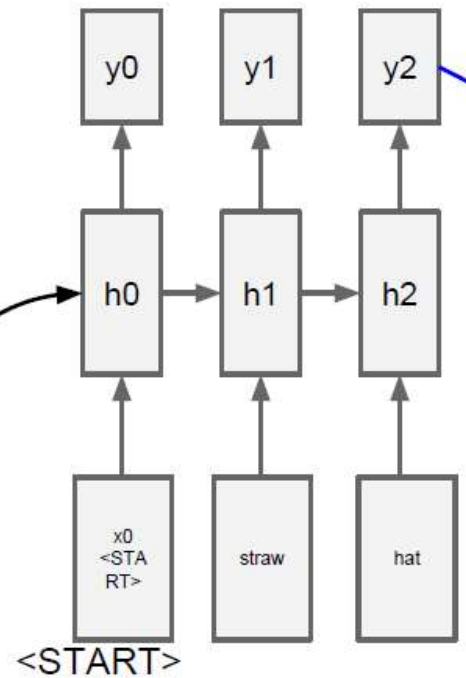 y0 y1 y2
h0 h1 h2
x0
<STA
RT>
straw
hat
<START>